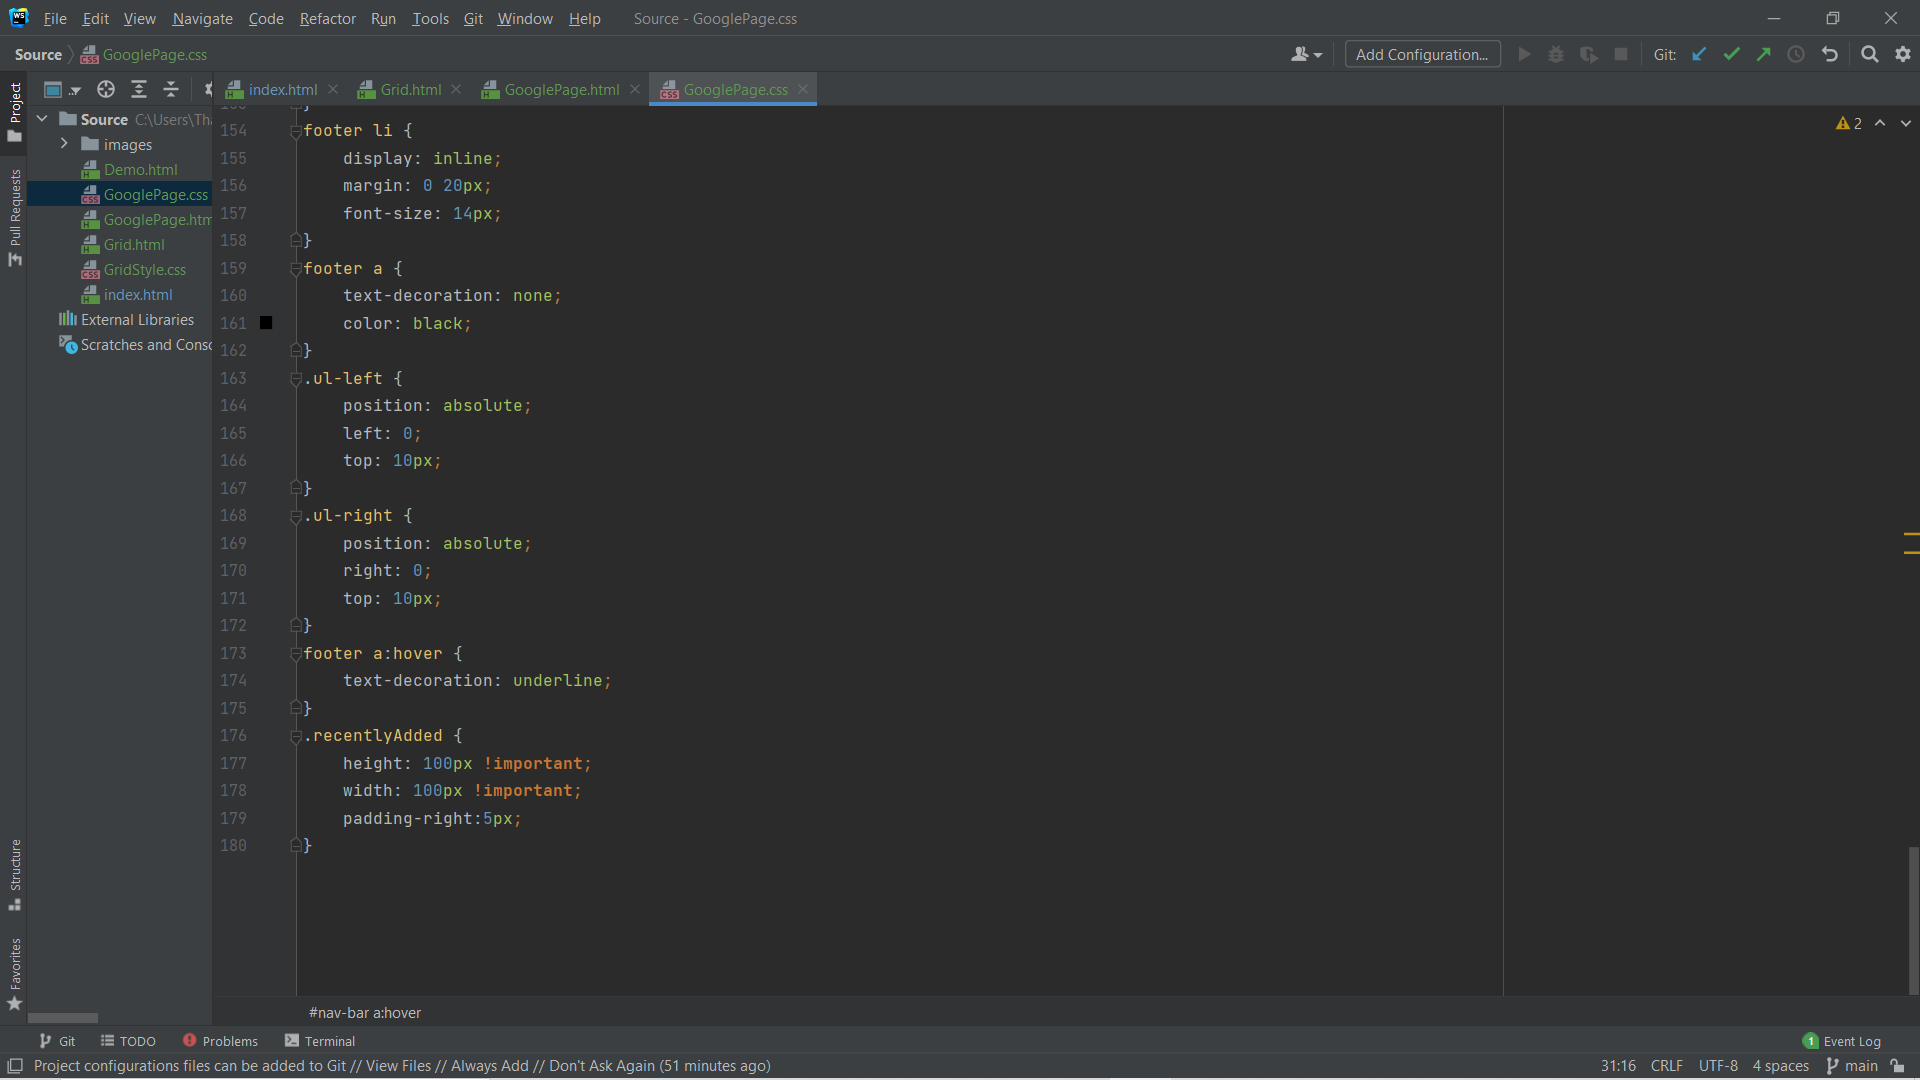 File Edit View Navigate Code Refactor Run Tools Git Window Help Source - GooglePage.css
Source GooglePage.css Add Configuration... Git:
index.html Grid.html GooglePage.html GooglePage.css
Project
Pull Requests
Structure
Favorites
Source C:\Users\Tha
images
Demo.html
GooglePage.css
GooglePage.htm
Grid.html
GridStyle.css
index.html
External Libraries
Scratches and Conso
2
154 footer li {
155 display: inline;
156 margin: 0 20px;
157 font-size: 14px;
158 }
159 footer a {
160 text-decoration: none;
161 color: black;
162 }
163 .ul-left {
164 position: absolute;
165 left: 0;
166 top: 10px;
167 }
168 .ul-right {
169 position: absolute;
170 right: 0;
171 top: 10px;
172 }
173 footer a:hover {
174 text-decoration: underline;
175 }
176 .recentlyAdded {
177 height: 100px !important;
178 width: 100px !important;
179 padding-right:5px;
180 }
#nav-bar a:hover
Git TODO Problems Terminal 1 Event Log
Project configurations files can be added to Git // View Files // Always Add // Don't Ask Again (51 minutes ago) 31:16 CRLF UTF-8 4 spaces main